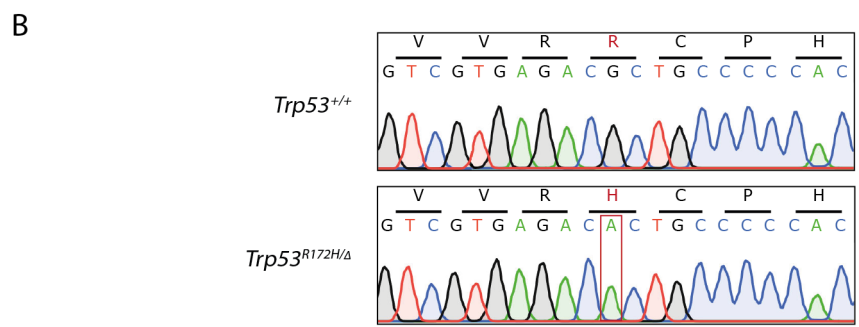 B
V V R R C P H
G T C G T G A G A C G C T G C C C C C A C
Trp53+/+
V V R H C P H
G T C G T G A G A C A C T G C C C C C A C
Trp53R172H/Δ